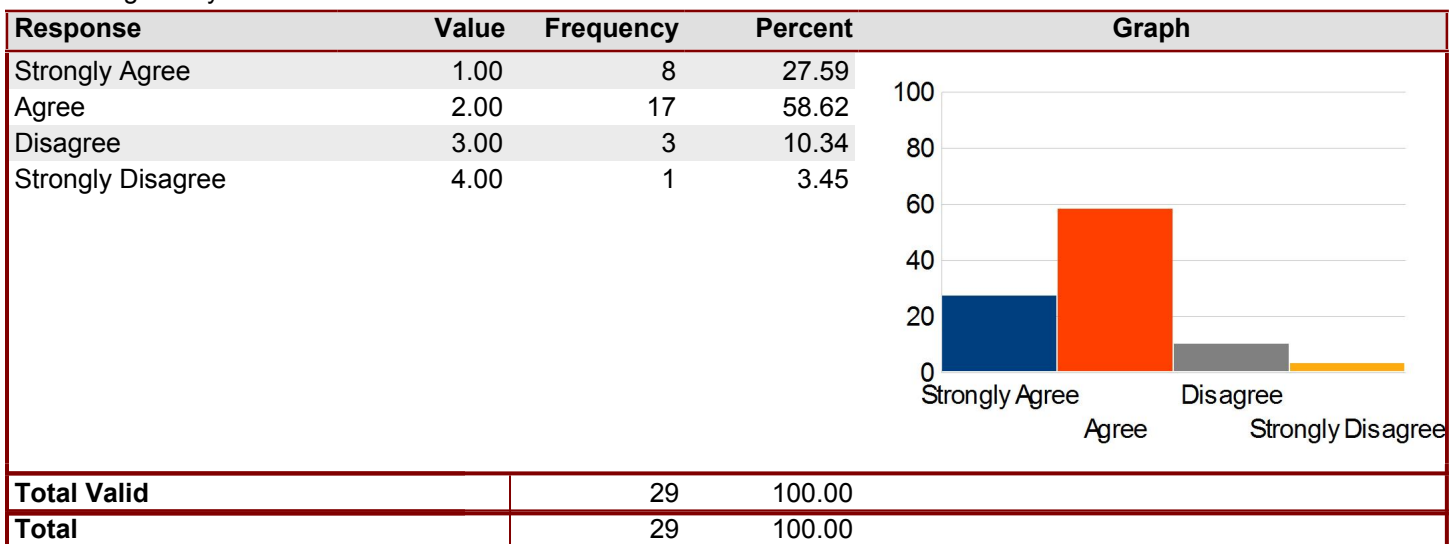 Response Value Frequency Percent Graph
Strongly Agree 1.00 8 27.59
Agree 2.00 17 58.62
Disagree 3.00 3 10.34
Strongly Disagree 4.00 1 3.45
100
80
60
40
20
0
Strongly Agree Disagree
Agree Strongly Disagree
Total Valid 29 100.00
Total 29 100.00